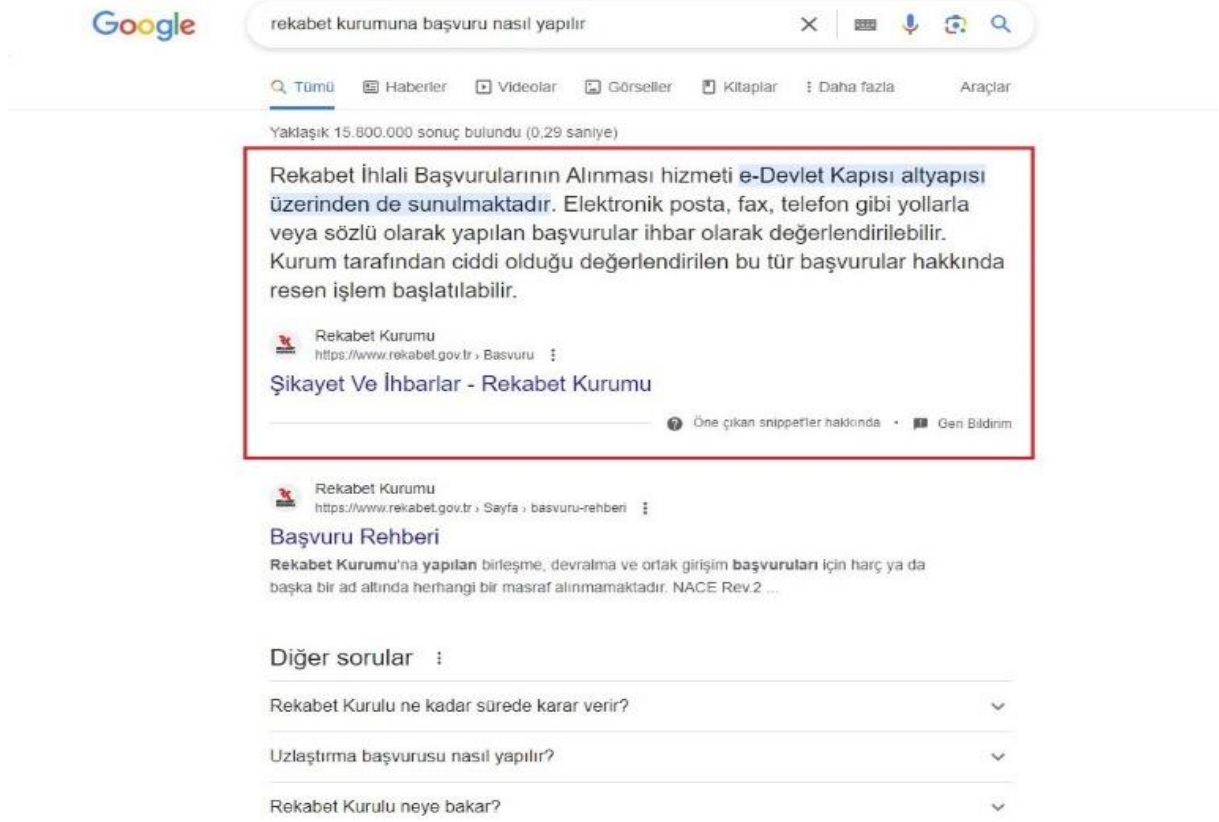 Google
rekabet kurumuna başvuru nasıl yapılır
Tümü Haberler Videolar Görseller Kitaplar Daha fazla Araçlar
Yaklaşık 15.800.000 sonuç bulundu (0,29 saniye)
Rekabet İhlali Başvurularının Alınması hizmeti e-Devlet Kapısı altyapısı
üzerinden de sunulmaktadır. Elektronik posta, fax, telefon gibi yollarla
veya sözlü olarak yapılan başvurular ihbar olarak değerlendirilebilir.
Kurum tarafından ciddi olduğu değerlendirilen bu tür başvurular hakkında
resen işlem başlatılabilir.
Rekabet Kurumu
https://www.rekabet.gov.tr › Basvuru
Şikayet Ve İhbarlar - Rekabet Kurumu
Öne çıkan snippet'ler hakkında • Geri Bildirim
Rekabet Kurumu
https://www.rekabet.gov.tr › Sayfa › basvuru-rehberi
Başvuru Rehberi
Rekabet Kurumu'na yapılan birleşme, devralma ve ortak girişim başvuruları için harç ya da
başka bir ad altında herhangi bir masraf alınmamaktadır. NACE Rev.2 ...
Diğer sorular
Rekabet Kurulu ne kadar sürede karar verir?
Uzlaştırma başvurusu nasıl yapılır?
Rekabet Kurulu neye bakar?